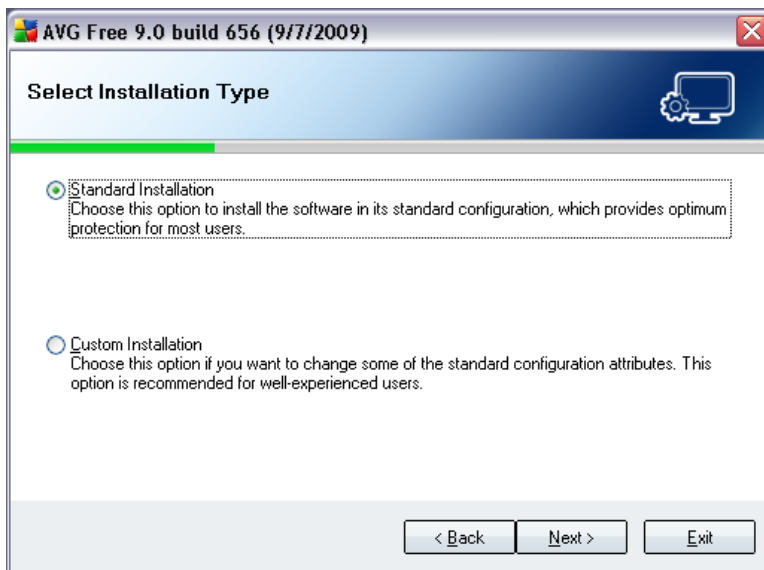 AVG Free 9.0 build 656 (9/7/2009)
Select Installation Type
Standard Installation
Choose this option to install the software in its standard configuration, which provides optimum
protection for most users.
Custom Installation
Choose this option if you want to change some of the standard configuration attributes. This
option is recommended for well-experienced users.
< Back
Next >
Exit